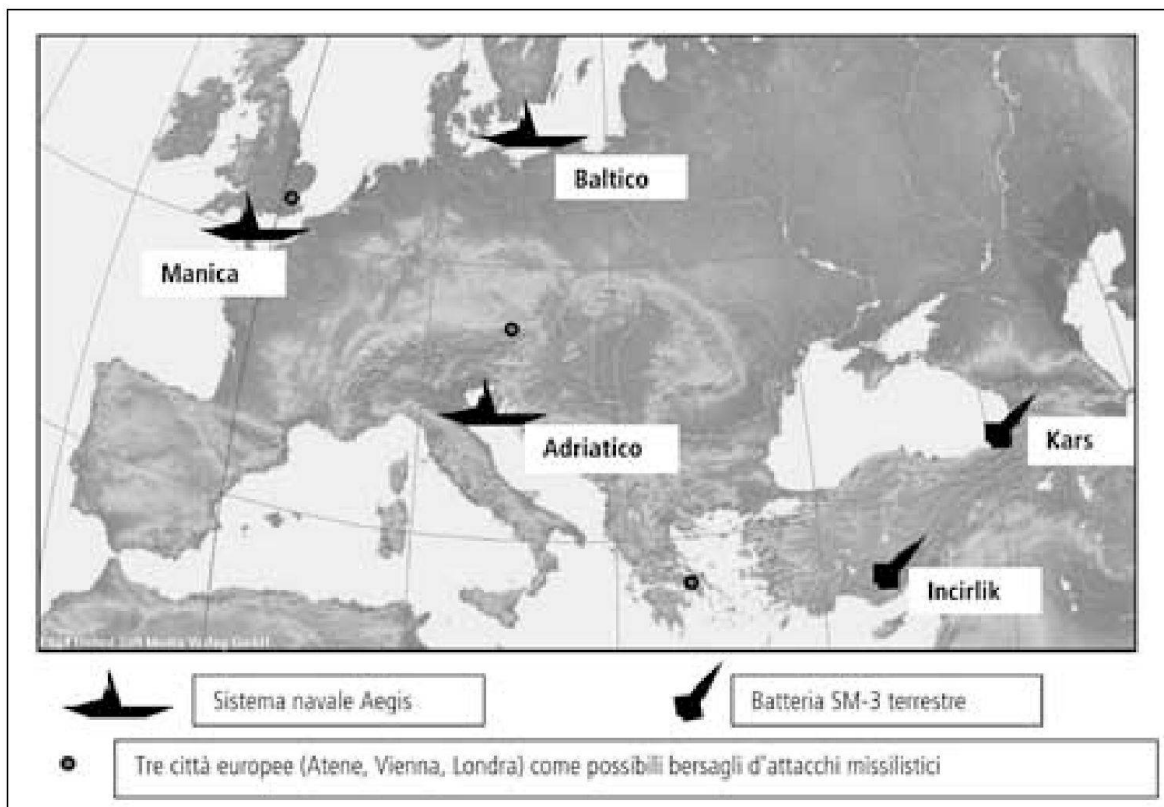 Baltico
Manica
Adriatico
Kars
Incirlik
Sistema navale Aegis
Batteria SM-3 terrestre
Tre città europee (Atene, Vienna, Londra) come possibili bersagli d'attacchi missilistici